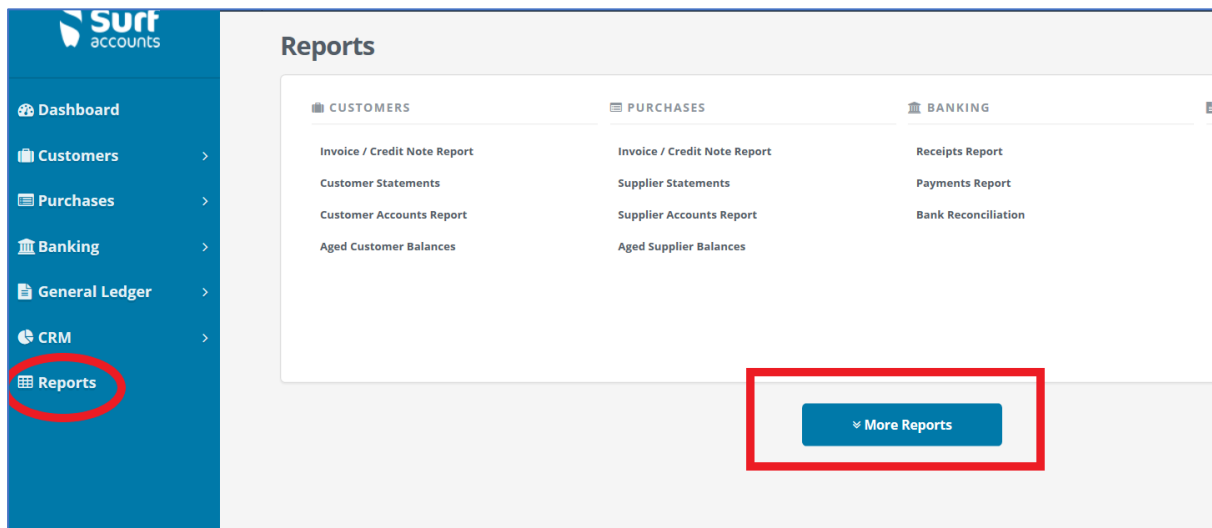 Surf
accounts
Dashboard
Customers
Purchases
Banking
General Ledger
CRM
Reports
Reports
CUSTOMERS
Invoice / Credit Note Report
Customer Statements
Customer Accounts Report
Aged Customer Balances
PURCHASES
Invoice / Credit Note Report
Supplier Statements
Supplier Accounts Report
Aged Supplier Balances
BANKING
Receipts Report
Payments Report
Bank Reconciliation
More Reports